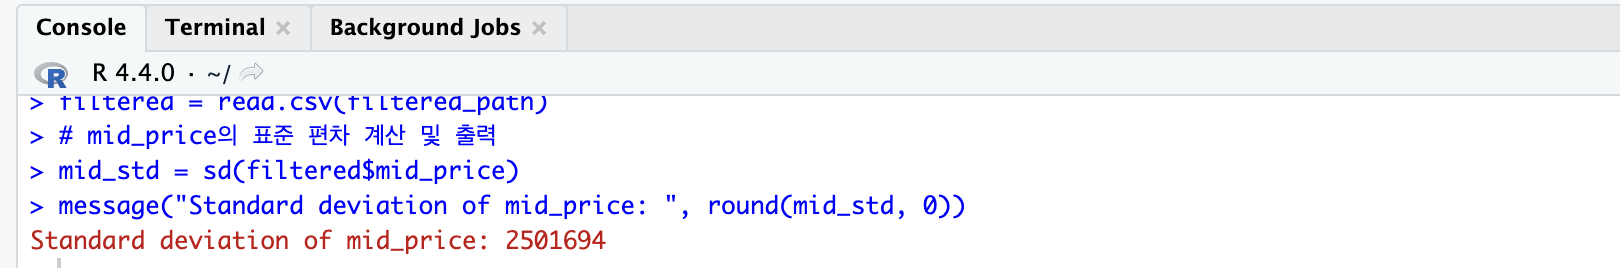 Console Terminal × Background Jobs ×
R R 4.4.0 · ~/
> filtered = read.csv(filtered_path)
> # mid_price의 표준 편차 계산 및 출력
> mid_std = sd(filtered$mid_price)
> message("Standard deviation of mid_price: ", round(mid_std, 0))
Standard deviation of mid_price: 2501694